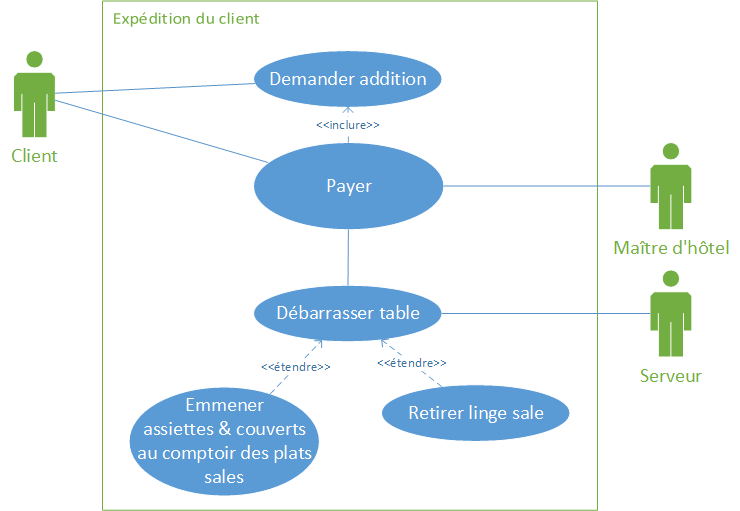 Expédition du client
Demander addition
<<inclure>>
Client
Payer
Maître d'hôtel
Débarrasser table
<<étendre>>
<<étendre>>
Serveur
Emmener
assiettes & couverts
au comptoir des plats
sales
Retirer linge sale